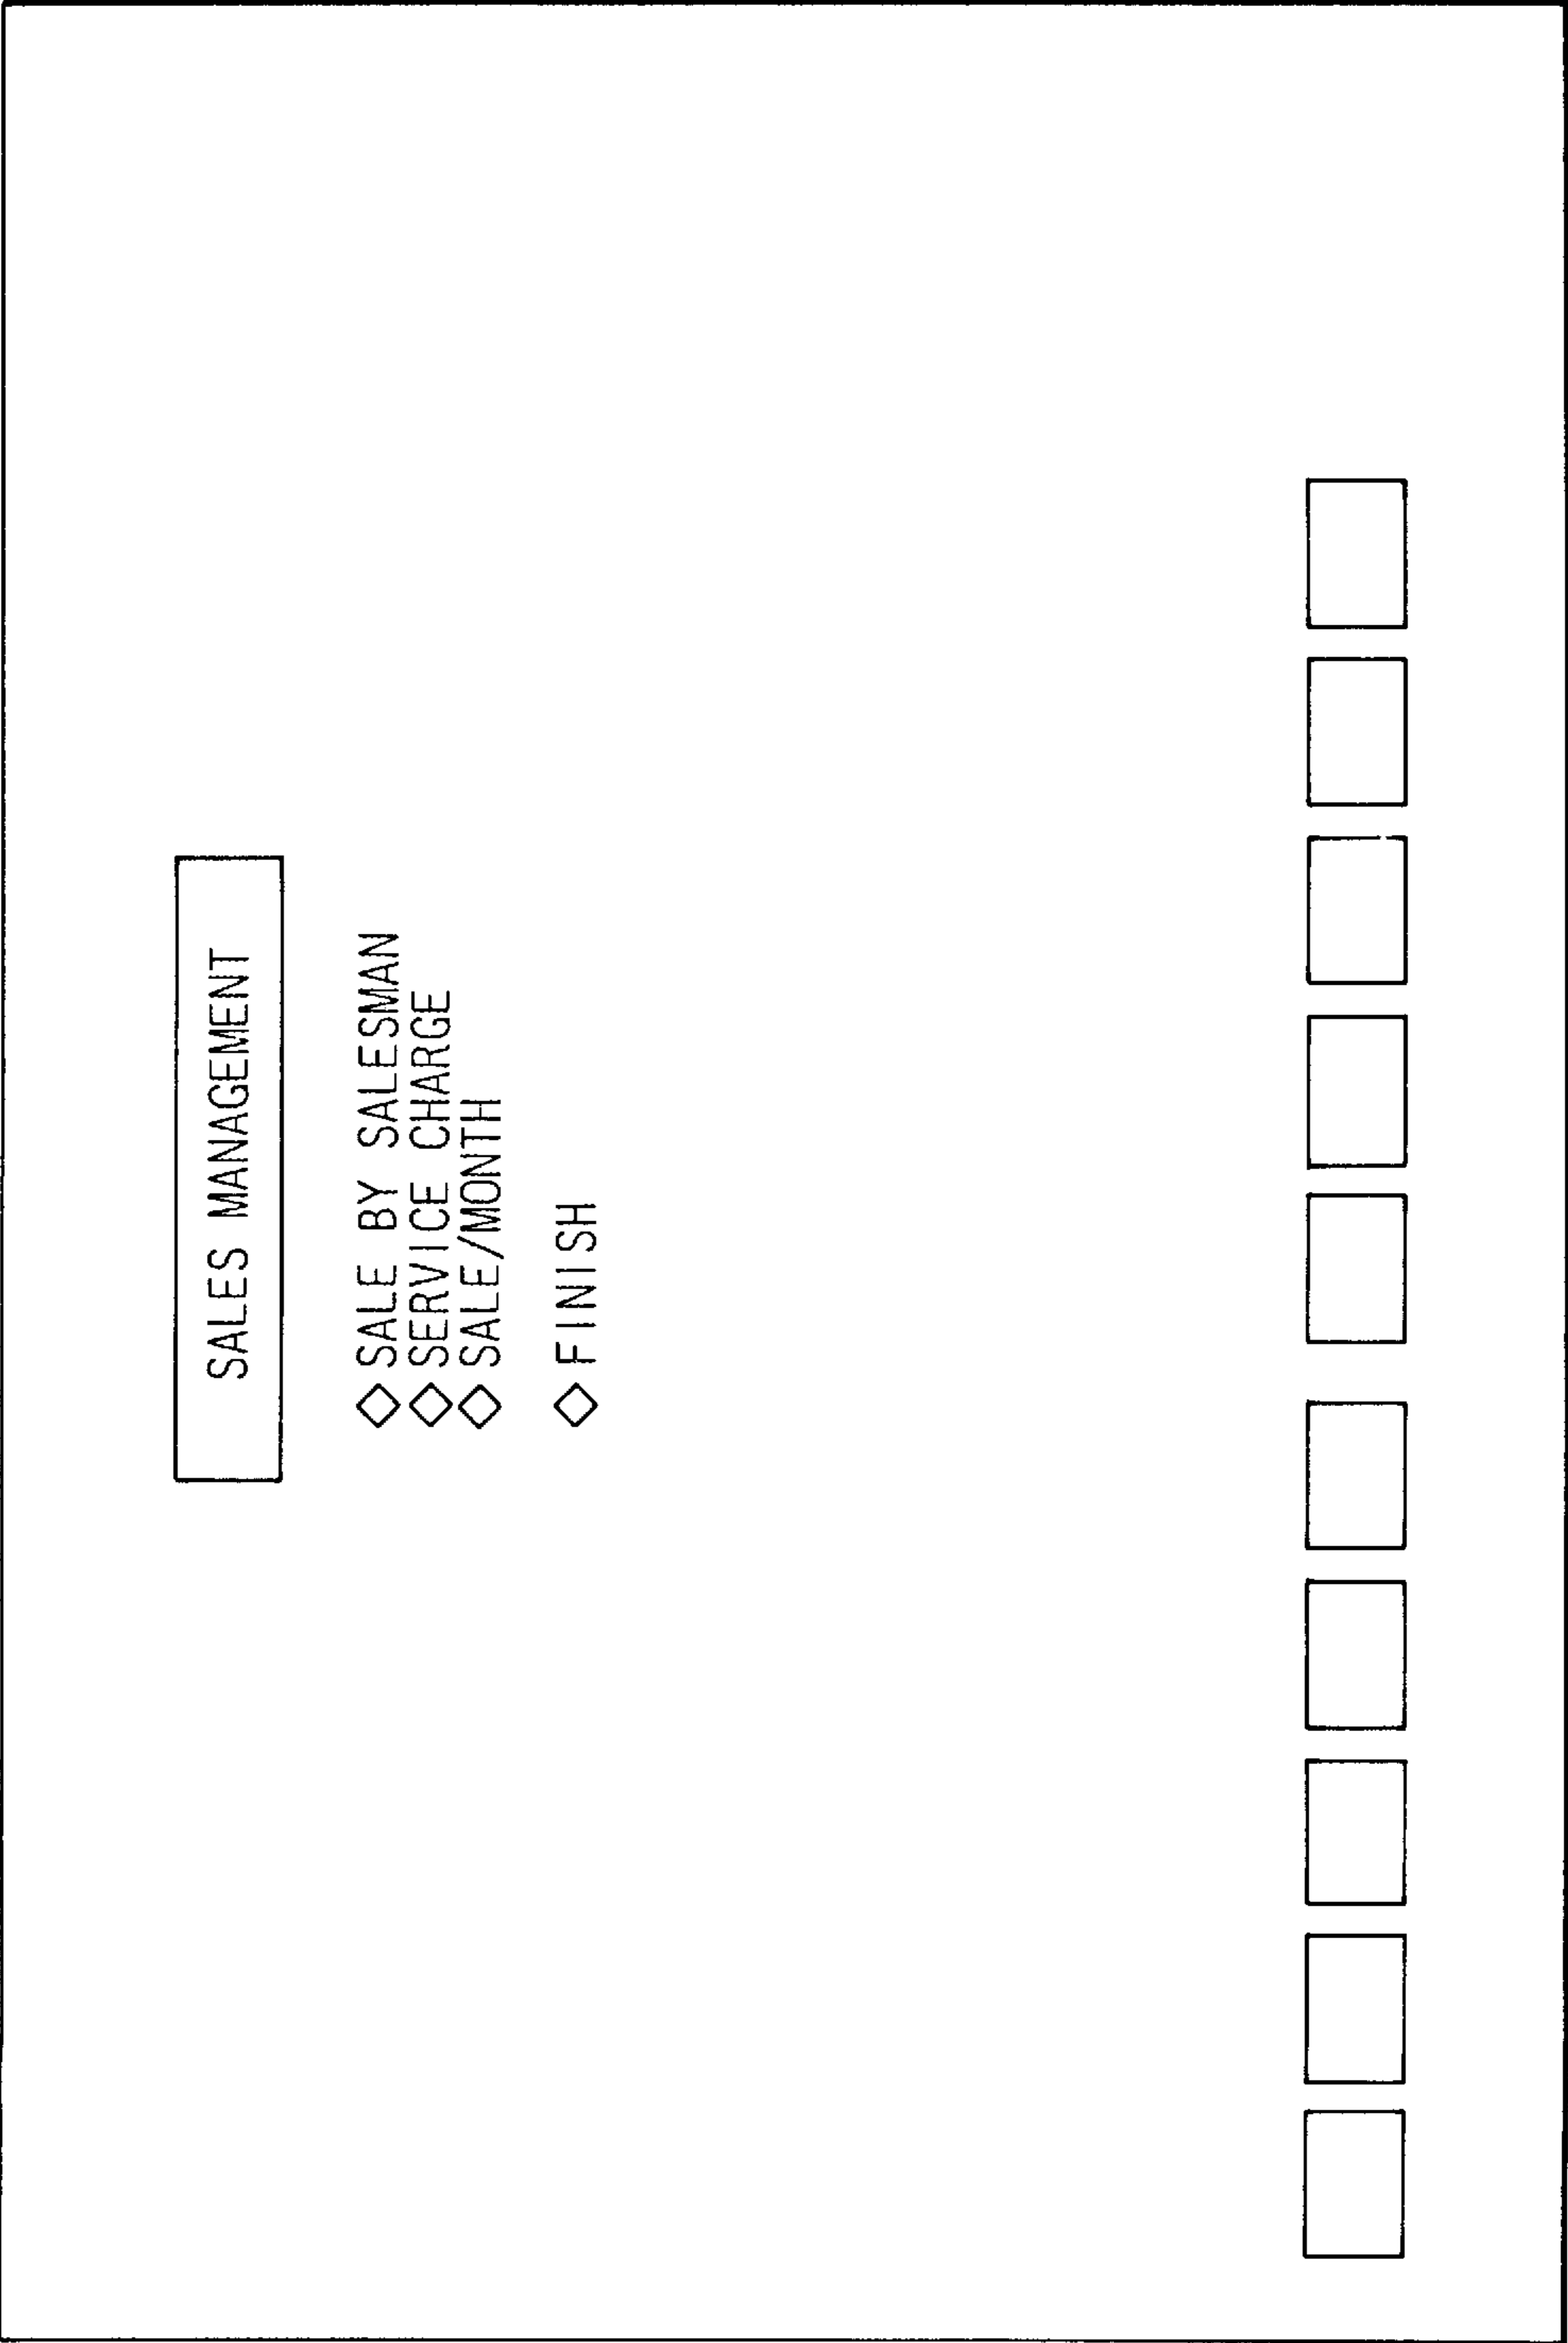 SALES MANAGEMENT
◇ SALE BY SALESMAN
◇ SERVICE CHARGE
◇ SALE/MONTH
◇ FINISH